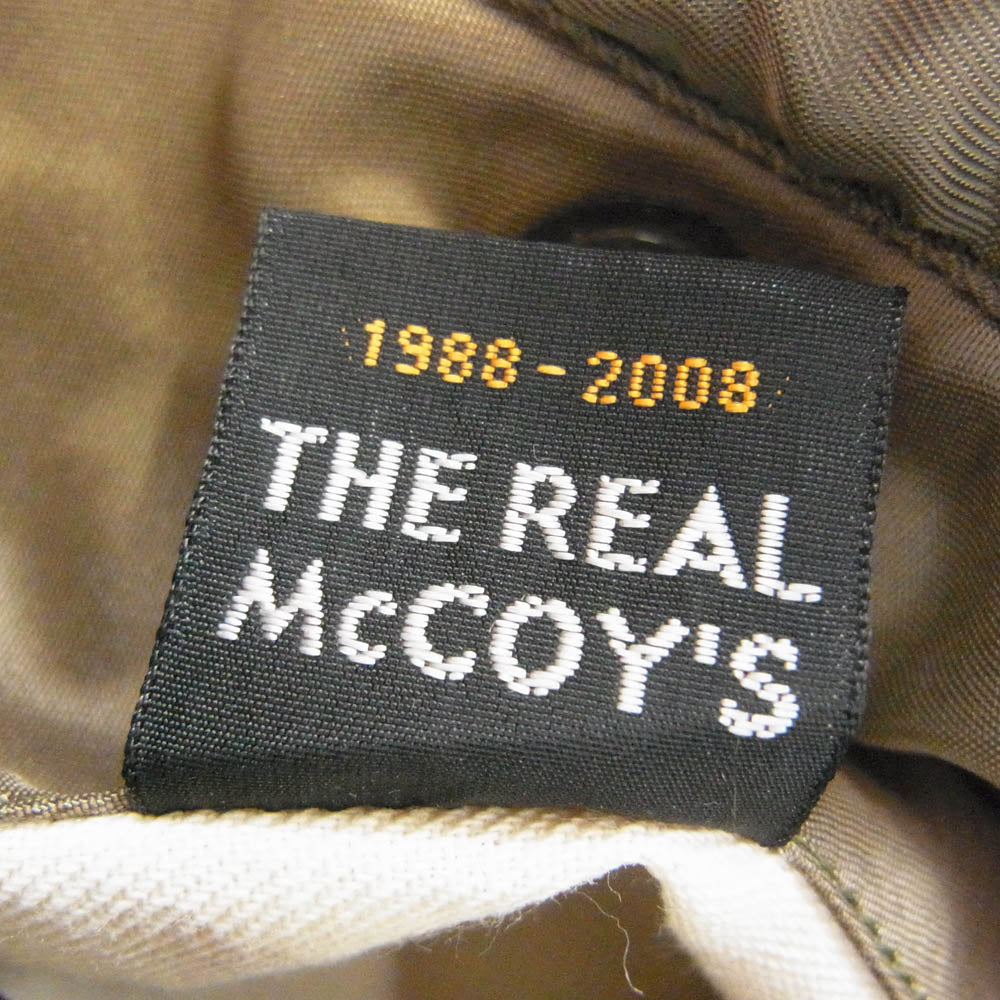 1988-2008
THE REAL
McCOY'S